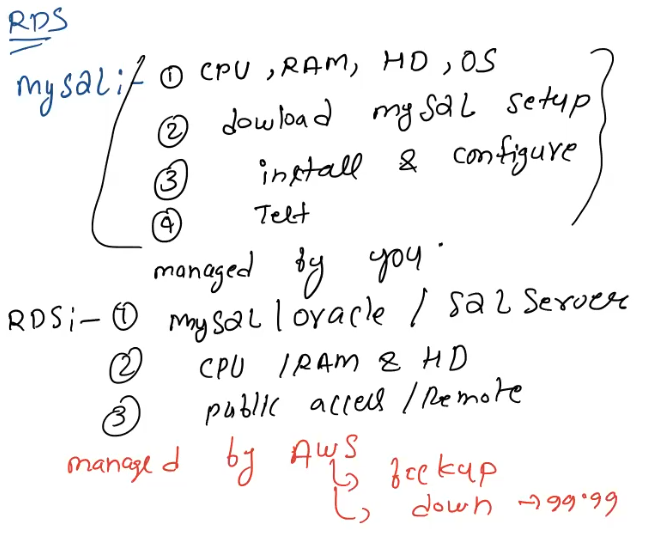 RDS
mysql :- ① CPU, RAM, HD, OS
② dowload mysql setup
③ install & configure
④ Test
managed by you.
RDS :- ① mysql / oracle / SQL Server
② CPU / RAM & HD
③ public access / Remote
managed by AWS
↳ backup
↳ down → 99.99